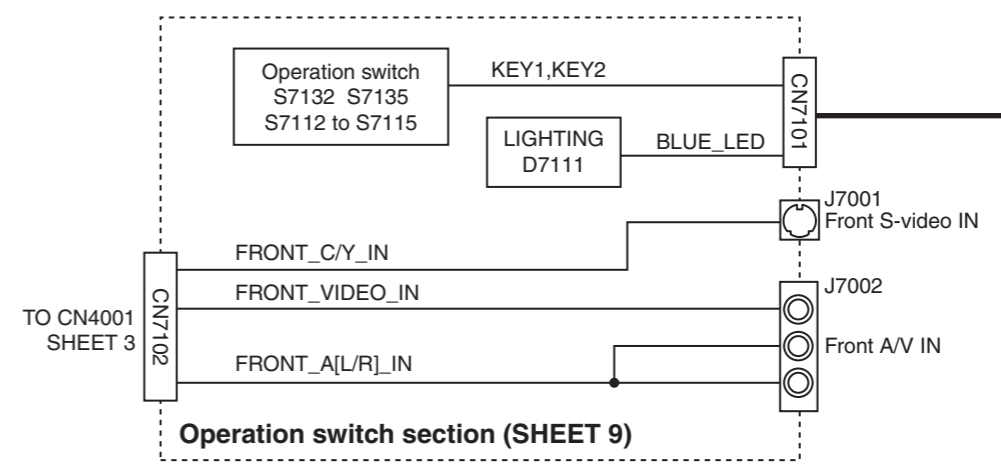 Operation switch
S7132 S7135
S7112 to S7115
KEY1,KEY2
CN7101
LIGHTING
D7111
BLUE_LED
J7001
Front S-video IN
FRONT_C/Y_IN
FRONT_VIDEO_IN
J7002
TO CN4001
SHEET 3
CN7102
Front A/V IN
FRONT_A[L/R]_IN
Operation switch section (SHEET 9)